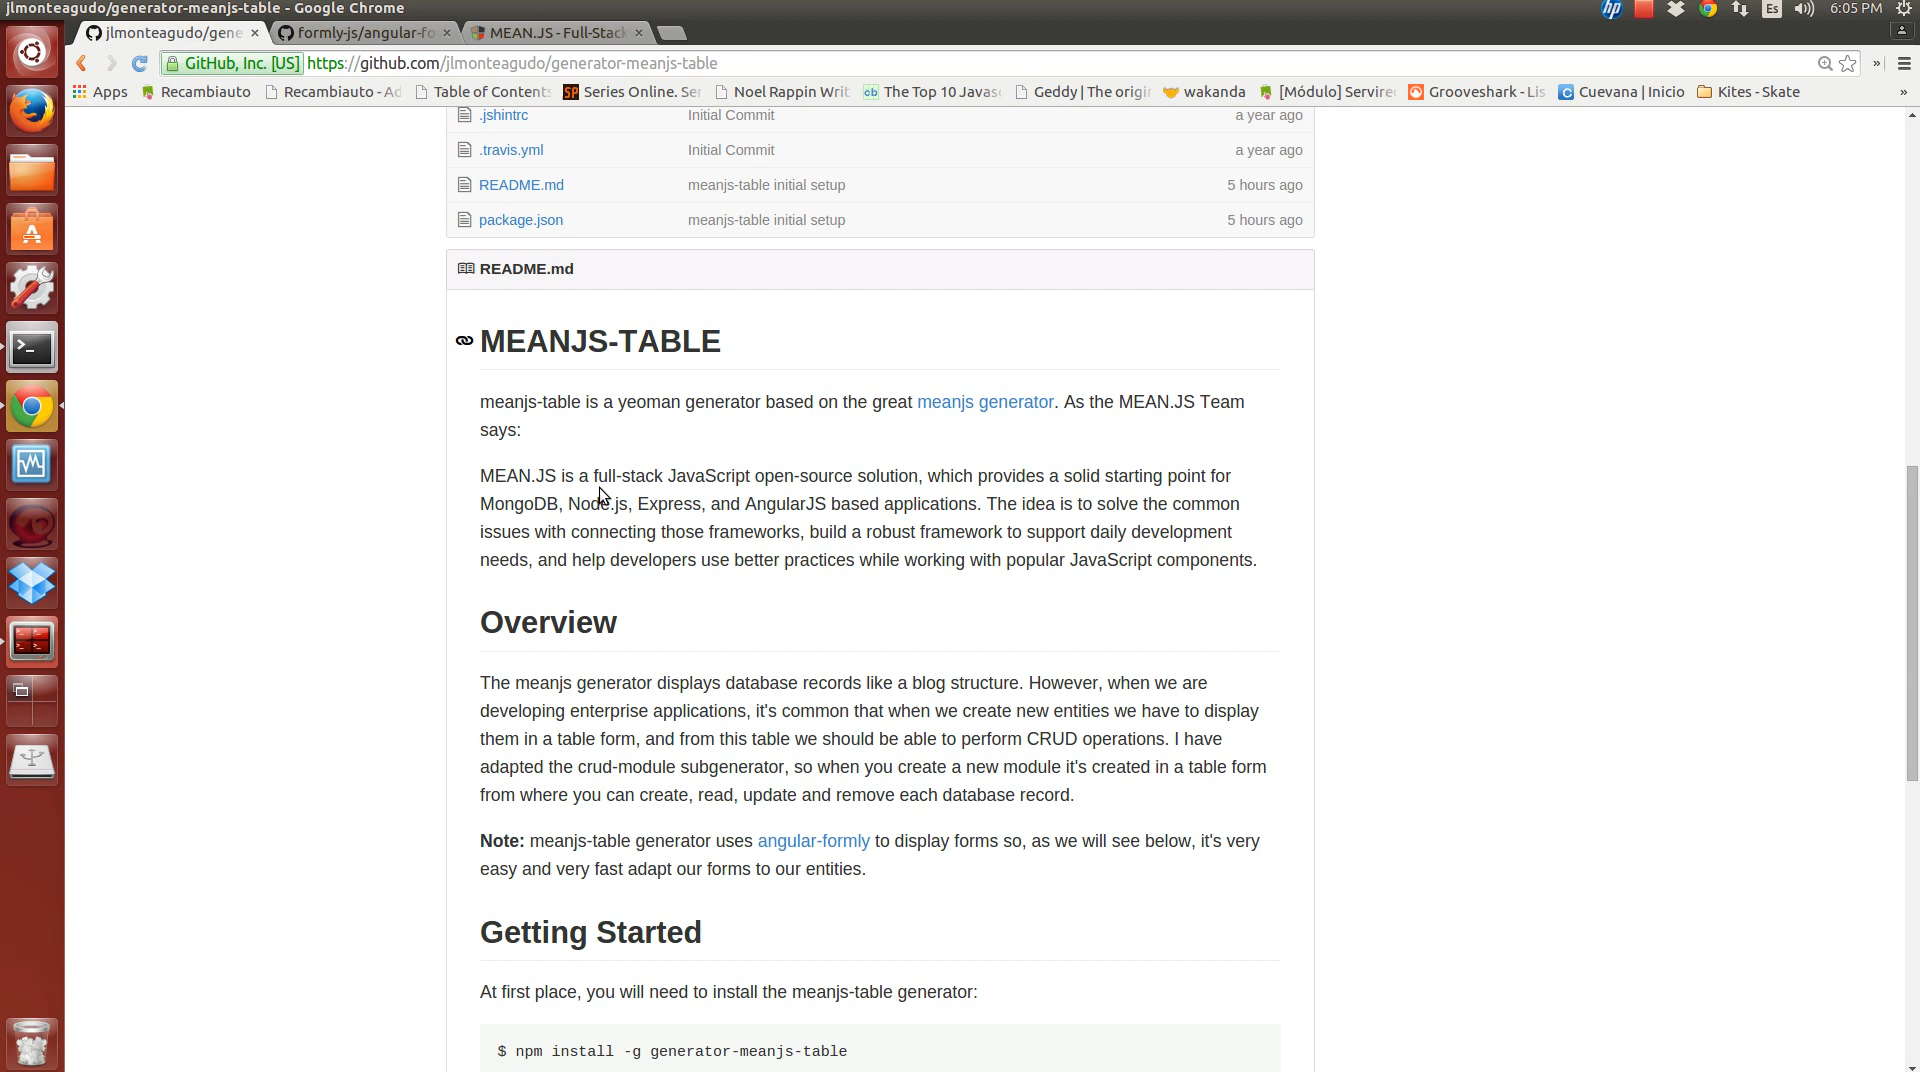 jlmonteagudo/generator-meanjs-table - Google Chrome
hp Es 6:05 PM
jlmonteagudo/gene × formly-js/angular-fo × MEAN.JS - Full-Stack ×
GitHub, Inc. [US] https://github.com/jlmonteagudo/generator-meanjs-table »
Apps Recambiauto Recambiauto - Ad Table of Contents SP Series Online. Ser Noel Rappin Writ cb The Top 10 Javas Geddy | The origin wakanda [Módulo] Servired Grooveshark - Lis C Cuevana | Inicio Kites - Skate »
.jshintrc Initial Commit a year ago
.travis.yml Initial Commit a year ago
README.md meanjs-table initial setup 5 hours ago
package.json meanjs-table initial setup 5 hours ago
README.md
MEANJS-TABLE
meanjs-table is a yeoman generator based on the great meanjs generator. As the MEAN.JS Team
says:
MEAN.JS is a full-stack JavaScript open-source solution, which provides a solid starting point for
MongoDB, Node.js, Express, and AngularJS based applications. The idea is to solve the common
issues with connecting those frameworks, build a robust framework to support daily development
needs, and help developers use better practices while working with popular JavaScript components.
Overview
The meanjs generator displays database records like a blog structure. However, when we are
developing enterprise applications, it's common that when we create new entities we have to display
them in a table form, and from this table we should be able to perform CRUD operations. I have
adapted the crud-module subgenerator, so when you create a new module it's created in a table form
from where you can create, read, update and remove each database record.
Note: meanjs-table generator uses angular-formly to display forms so, as we will see below, it's very
easy and very fast adapt our forms to our entities.
Getting Started
At first place, you will need to install the meanjs-table generator:
$ npm install -g generator-meanjs-table